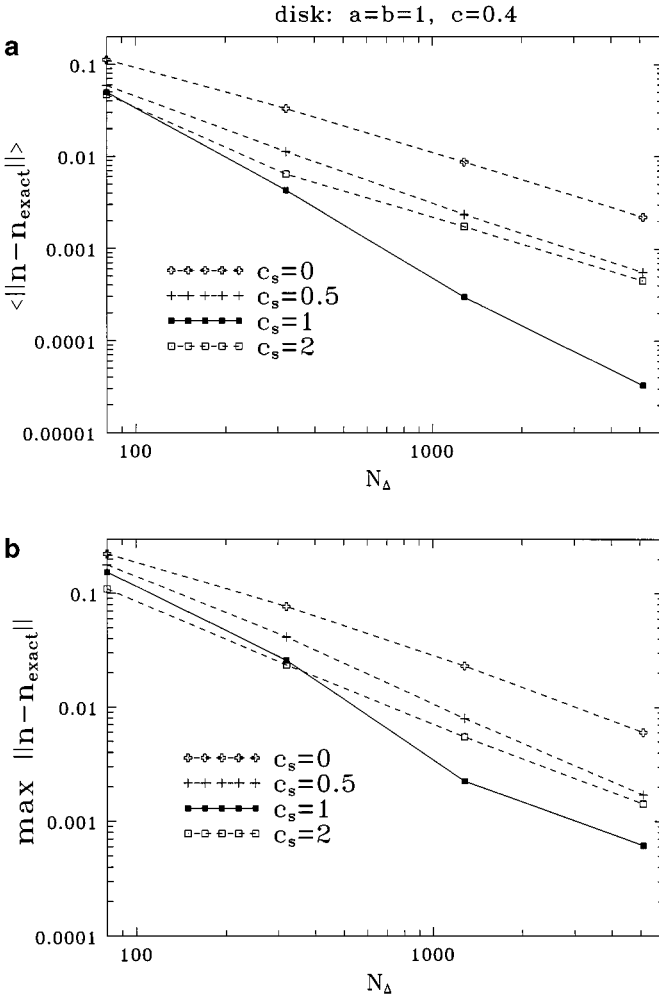 disk: a=b=1, c=0.4
a
0.1
0.01
0.001
0.0001
0.00001
<||n−n_exact||>
c_s=0
c_s=0.5
c_s=1
c_s=2
100
1000
N_Δ
b
0.1
0.01
0.001
0.0001
max ||n−n_exact||
c_s=0
c_s=0.5
c_s=1
c_s=2
100
1000
N_Δ